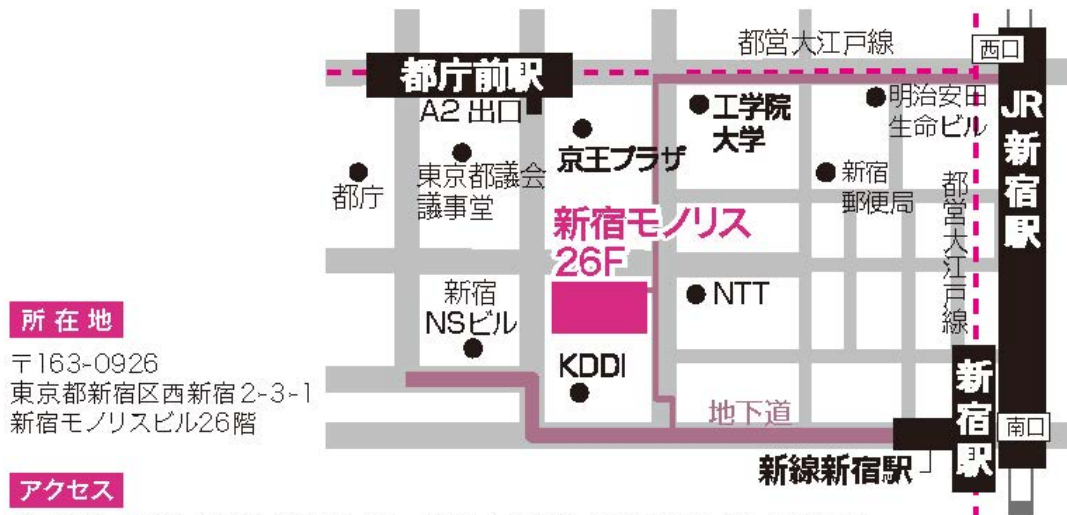 都営大江戸線
西口
都庁前駅
A2 出口
JR新宿駅
工学院
大学
明治安田
生命ビル
京王プラザ
都庁
東京都議会
議事堂
新宿
郵便局
都営大江戸線
新宿モノリス
26F
新宿
NSビル
NTT
KDDI
地下道
新線新宿駅
新宿駅
南口
所在地
〒163-0926
東京都新宿区西新宿2-3-1
新宿モノリスビル26階
アクセス